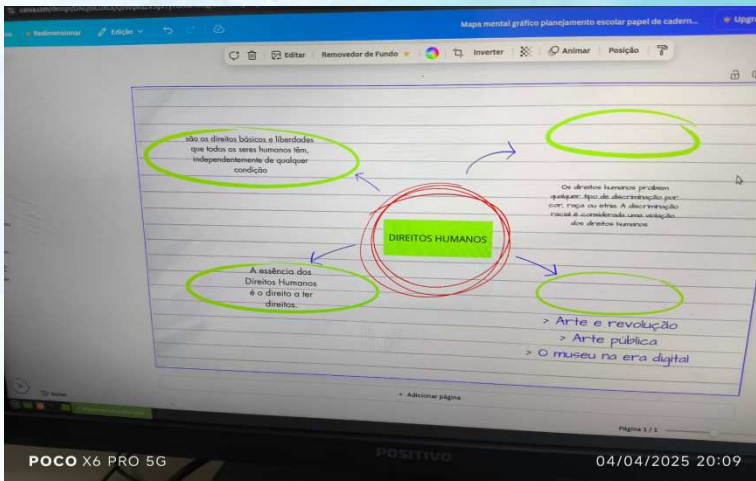 Redimensionar
Edição
Mapa mental gráfico planejamento escolar papel de cadern...
Upgr
Editar
Removedor de Fundo
Inverter
Animar
Posição
são os direitos básicos e liberdades
que todos os seres humanos têm,
independentemente de qualquer
condição
Os direitos humanos proíbem
qualquer tipo de discriminação por
cor, raça ou etnia. A discriminação
racial é considerada uma violação
dos direitos humanos
DIREITOS HUMANOS
A essência dos
Direitos Humanos
é o direito a ter
direitos.
> Arte e revolução
> Arte pública
> O museu na era digital
+ Adicionar página
Página 1 / 1
POSITIVO
POCO X6 PRO 5G
04/04/2025 20:09